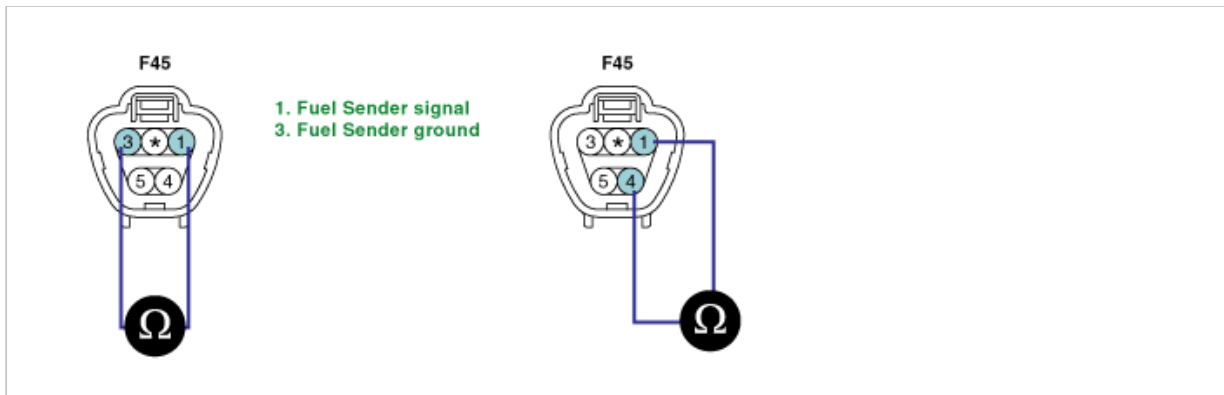 F45
3 * 1
5 4
Ω
1. Fuel Sender signal
3. Fuel Sender ground
F45
3 * 1
5 4
Ω